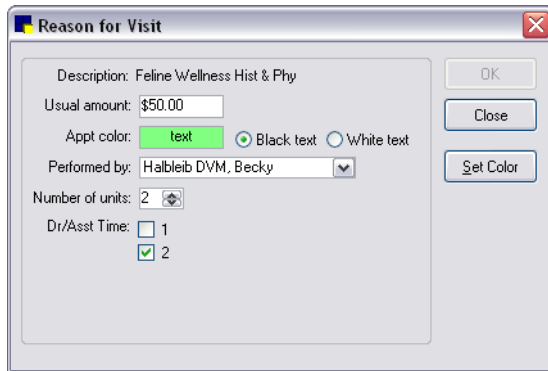 Reason for Visit
Description: Feline Wellness Hist & Phy
Usual amount: $50.00
Appt color: text Black text White text
Performed by: Halbleib DVM, Becky
Number of units: 2
Dr/Asst Time: 1
2
OK
Close
Set Color